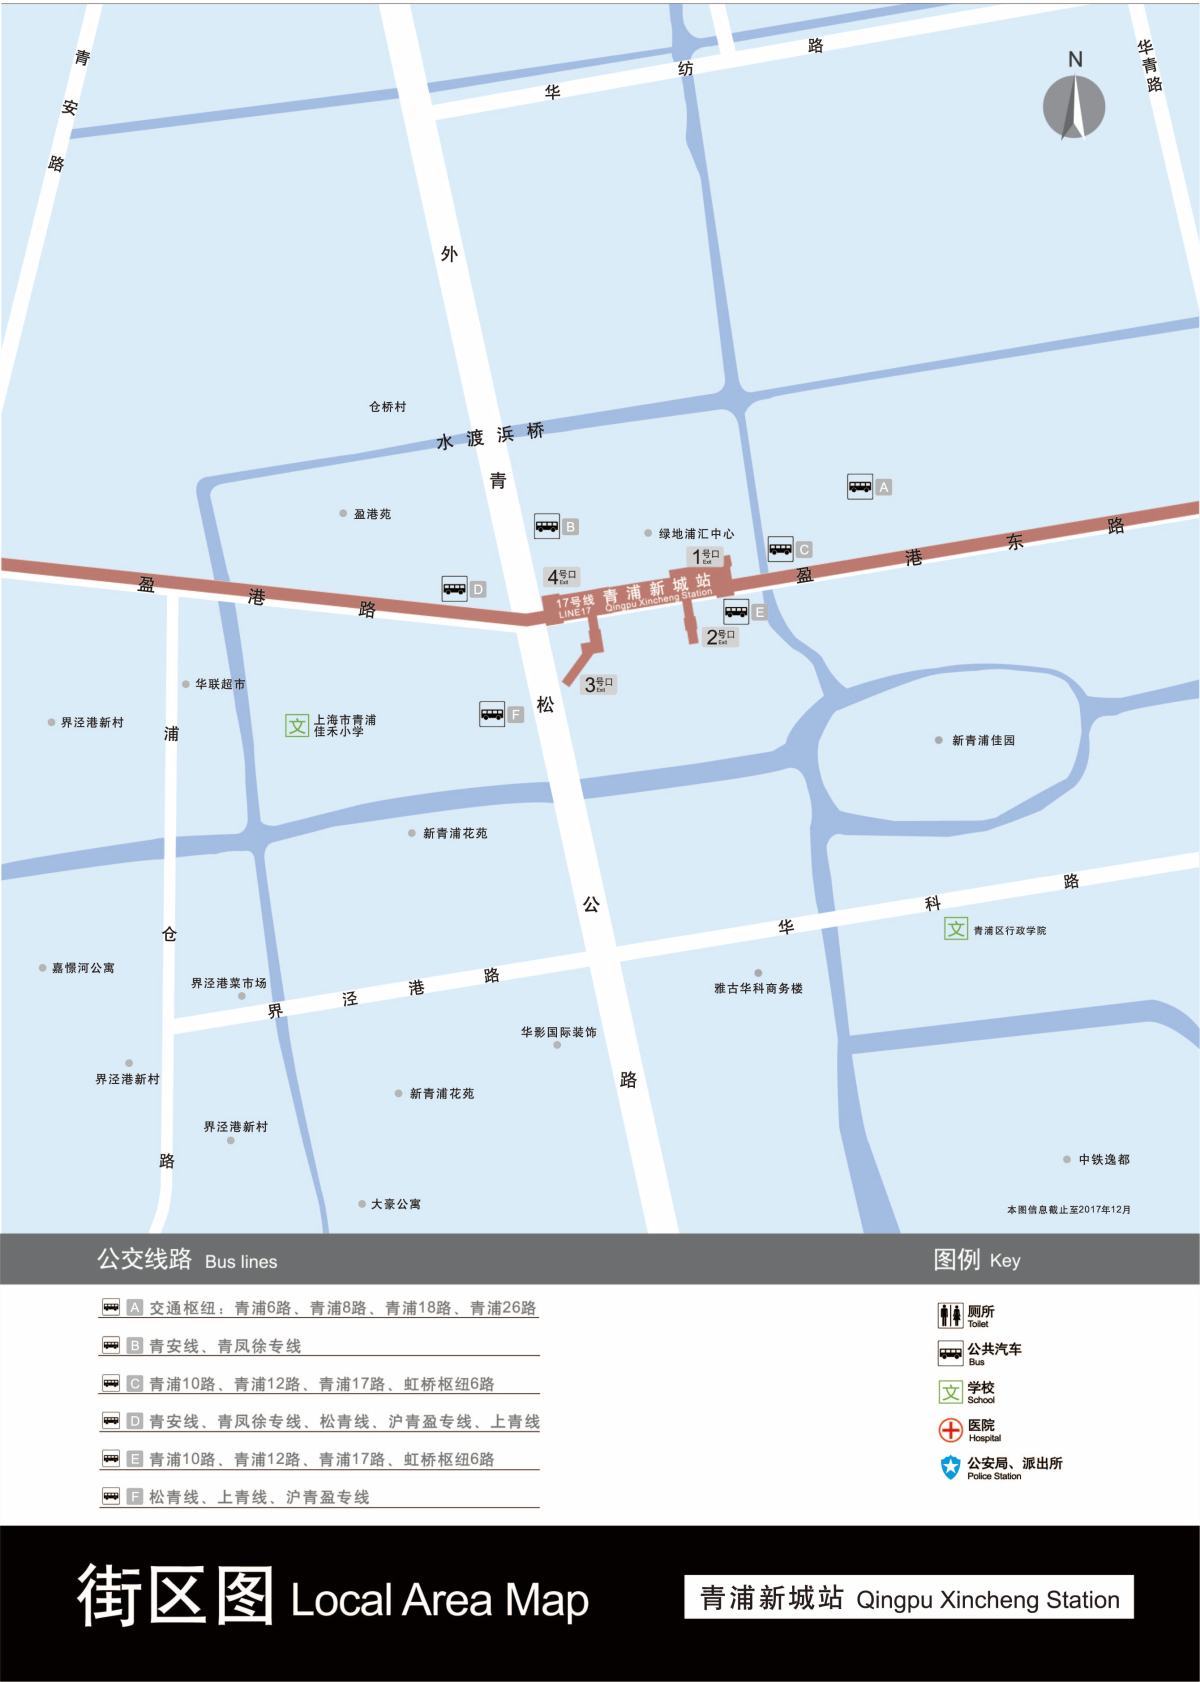 青安路
华纺路
华青路
N
外青松公路
仓桥村
水渡浜桥
盈港苑
B
A
绿地浦汇中心
1号口
Exit
C
4号口
Exit
D
盈港路
17号线
LINE17
青浦新城站
Qingpu Xincheng Station
盈港东路
E
2号口
Exit
3号口
Exit
华联超市
界泾港新村
上海市青浦
佳禾小学
F
浦仓路
新青浦佳园
新青浦花苑
华科路
青浦区行政学院
嘉憬河公寓
界泾港菜市场
界泾港路
雅古华科商务楼
华影国际装饰
界泾港新村
新青浦花苑
界泾港新村
中铁逸都
大豪公寓
本图信息截止至2017年12月
公交线路 Bus lines
图例 Key
A 交通枢纽：青浦6路、青浦8路、青浦18路、青浦26路
B 青安线、青凤徐专线
C 青浦10路、青浦12路、青浦17路、虹桥枢纽6路
D 青安线、青凤徐专线、松青线、沪青盈专线、上青线
E 青浦10路、青浦12路、青浦17路、虹桥枢纽6路
F 松青线、上青线、沪青盈专线
厕所
Toilet
公共汽车
Bus
文 学校
School
医院
Hospital
公安局、派出所
Police Station
街区图 Local Area Map
青浦新城站 Qingpu Xincheng Station